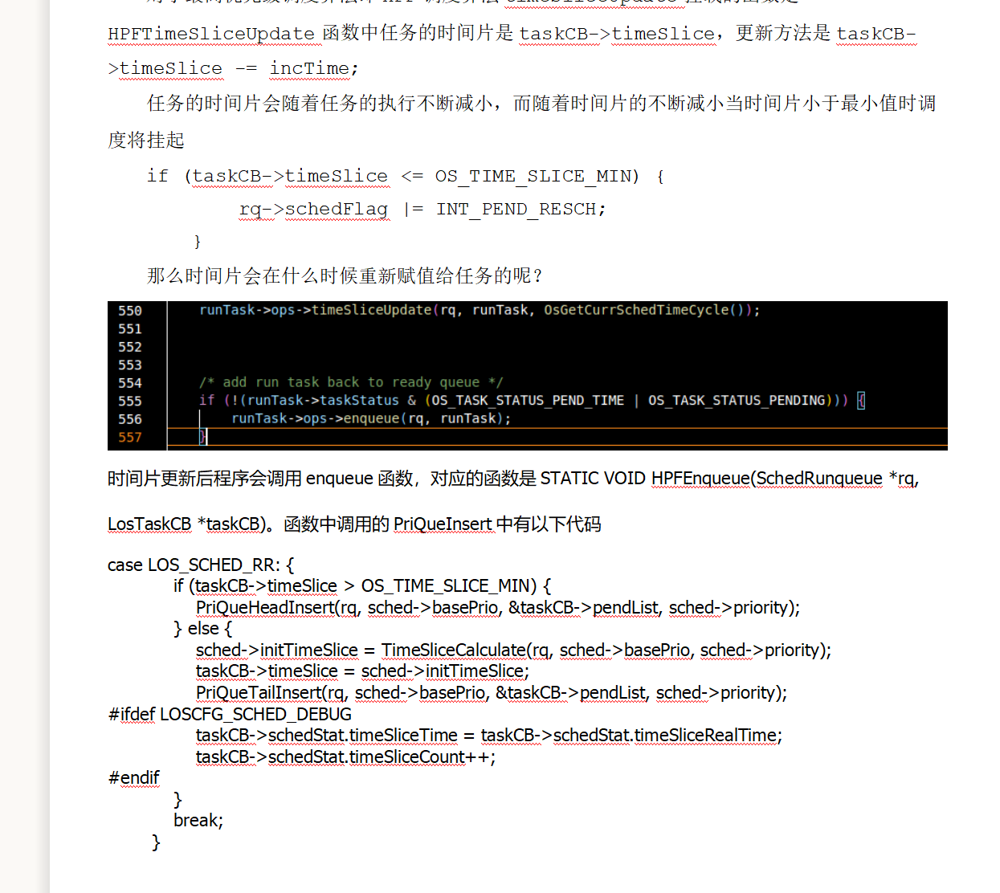 HPFTimeSliceUpdate 函数中任务的时间片是 taskCB->timeSlice，更新方法是 taskCB-
>timeSlice -= incTime;
任务的时间片会随着任务的执行不断减小，而随着时间片的不断减小当时间片小于最小值时调
度将挂起
if (taskCB->timeSlice <= OS_TIME_SLICE_MIN) {
rq->schedFlag |= INT_PEND_RESCH;
}
那么时间片会在什么时候重新赋值给任务的呢？
550 runTask->ops->timeSliceUpdate(rq, runTask, OsGetCurrSchedTimeCycle());
551
552
553
554 /* add run task back to ready queue */
555 if (!(runTask->taskStatus & (OS_TASK_STATUS_PEND_TIME | OS_TASK_STATUS_PENDING))) {
556 runTask->ops->enqueue(rq, runTask);
557 }
时间片更新后程序会调用 enqueue 函数，对应的函数是 STATIC VOID HPFEnqueue(SchedRunqueue *rq,
LosTaskCB *taskCB)。函数中调用的 PriQueInsert 中有以下代码
case LOS_SCHED_RR: {
if (taskCB->timeSlice > OS_TIME_SLICE_MIN) {
PriQueHeadInsert(rq, sched->basePrio, &taskCB->pendList, sched->priority);
} else {
sched->initTimeSlice = TimeSliceCalculate(rq, sched->basePrio, sched->priority);
taskCB->timeSlice = sched->initTimeSlice;
PriQueTailInsert(rq, sched->basePrio, &taskCB->pendList, sched->priority);
#ifdef LOSCFG_SCHED_DEBUG
taskCB->schedStat.timeSliceTime = taskCB->schedStat.timeSliceRealTime;
taskCB->schedStat.timeSliceCount++;
#endif
}
break;
}